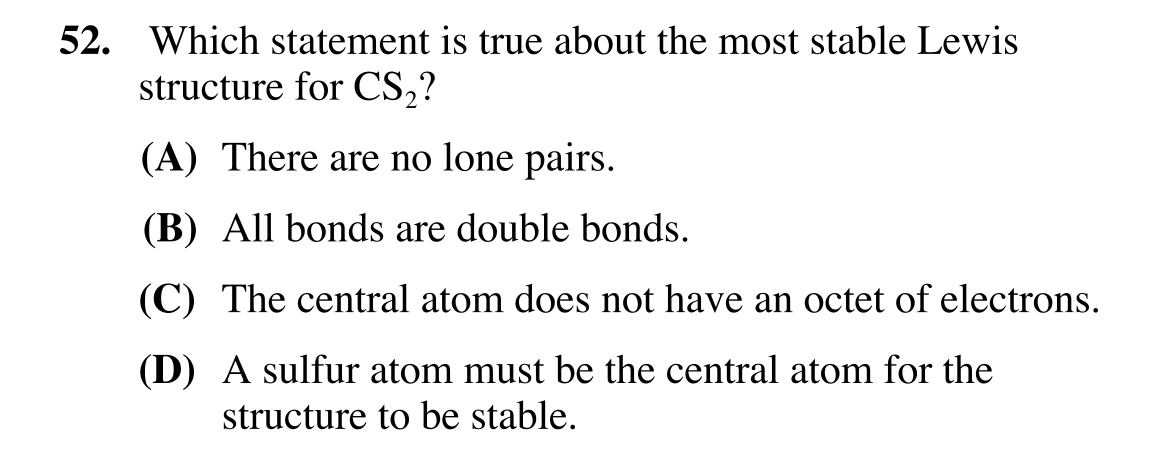 52. Which statement is true about the most stable Lewis
structure for CS₂?
(A) There are no lone pairs.
(B) All bonds are double bonds.
(C) The central atom does not have an octet of electrons.
(D) A sulfur atom must be the central atom for the
structure to be stable.